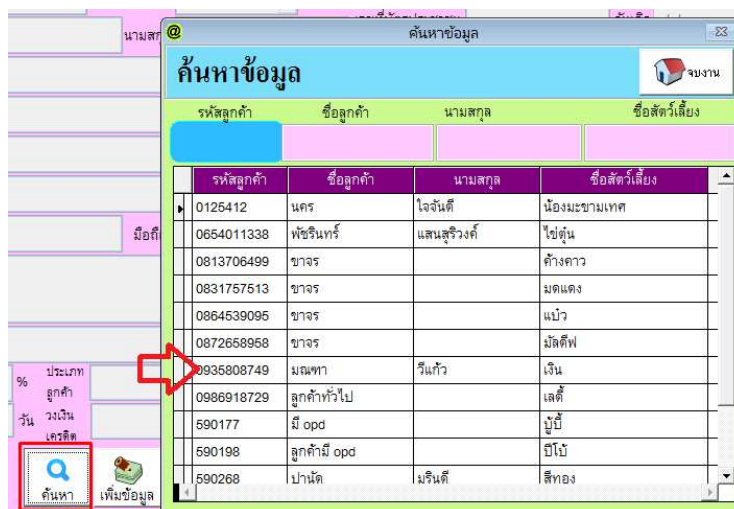 ค้นหาข้อมูล
นามสกุ
ค้นหาข้อมูล
จบงาน
รหัสลูกค้า ชื่อลูกค้า นามสกุล ชื่อสัตว์เลี้ยง
รหัสลูกค้า ชื่อลูกค้า นามสกุล ชื่อสัตว์เลี้ยง
0125412 นคร ใจจันดี น้องมะขามเทศ
มือถื 0654011338 พัชรินทร์ แสนสุริวงค์ ไข่ตุ๋น
0813706499 ขาจร ค้างคาว
0831757513 ขาจร มดแดง
0864539095 ขาจร แบ๋ว
0872658958 ขาจร มัลดีฟ
0935808749 มณฑา วีแก้ว เงิน
% ประเภท
ลูกค้า
0986918729 ลูกค้าทั่วไป เลตี้
วัน วงเงิน
เครดิต
590177 มี opd บู้บี้
590198 ลูกค้ามี opd บีโบ้
590268 ปานัด มรินดี สีทอง
ค้นหา เพิ่มข้อมูล